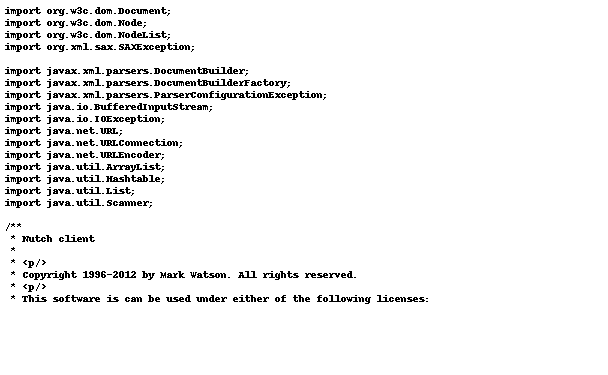 import org.w3c.dom.Document;
import org.w3c.dom.Node;
import org.w3c.dom.NodeList;
import org.xml.sax.SAXException;

import javax.xml.parsers.DocumentBuilder;
import javax.xml.parsers.DocumentBuilderFactory;
import javax.xml.parsers.ParserConfigurationException;
import java.io.BufferedInputStream;
import java.io.IOException;
import java.net.URL;
import java.net.URLConnection;
import java.net.URLEncoder;
import java.util.ArrayList;
import java.util.Hashtable;
import java.util.List;
import java.util.Scanner;

/**
 * Nutch client
 *
 * <p/>
 * Copyright 1996-2012 by Mark Watson. All rights reserved.
 * <p/>
 * This software is can be used under either of the following licenses: